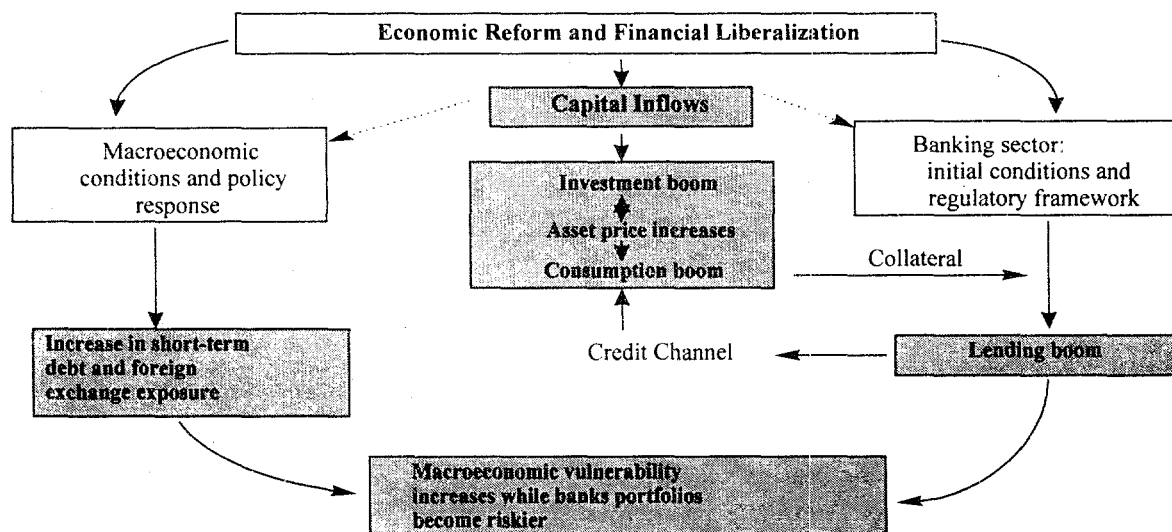 Economic Reform and Financial Liberalization
Capital Inflows
Macroeconomic
conditions and policy
response
Banking sector:
initial conditions and
regulatory framework
Investment boom
Asset price increases
Consumption boom
Collateral
Increase in short-term
debt and foreign
exchange exposure
Credit Channel
Lending boom
Macroeconomic vulnerability
increases while banks portfolios
become riskier